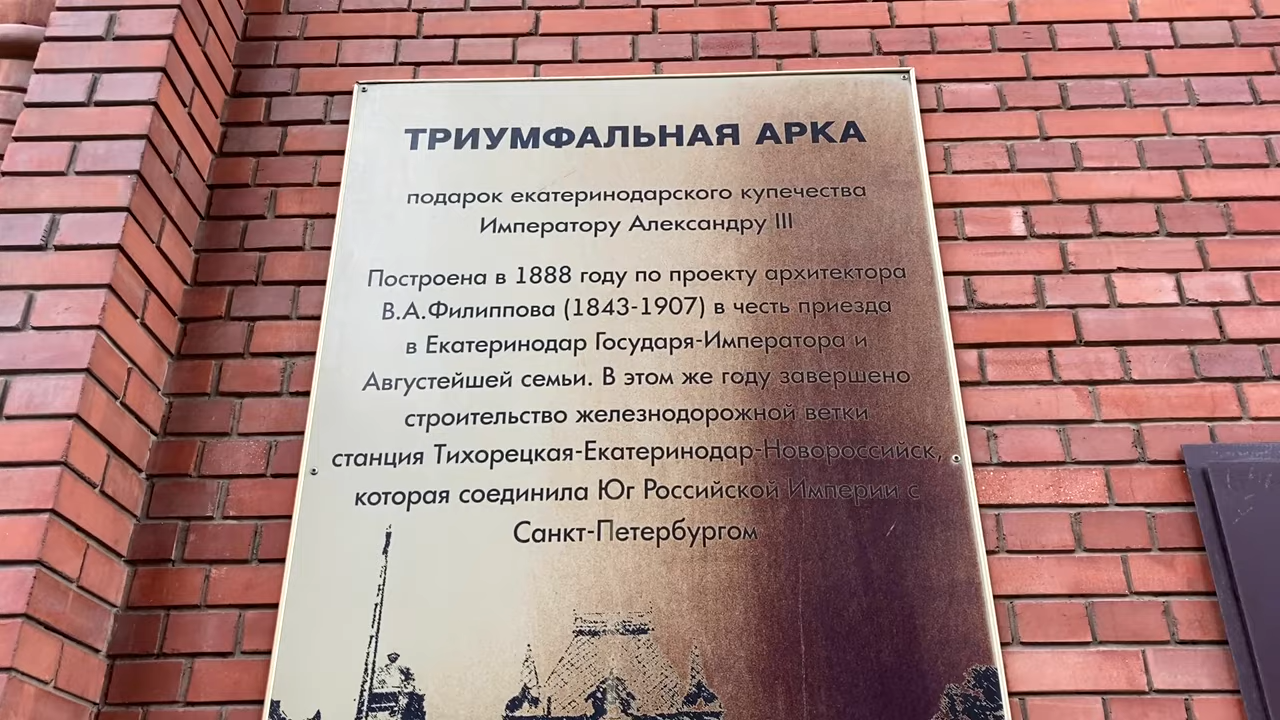 ТРИУМФАЛЬНАЯ АРКА
подарок екатеринодарского купечества
Императору Александру III
Построена в 1888 году по проекту архитектора
В.А.Филиппова (1843-1907) в честь приезда
в Екатеринодар Государя-Императора и
Августейшей семьи. В этом же году завершено
строительство железнодорожной ветки
станция Тихорецкая-Екатеринодар-Новороссийск,
которая соединила Юг Российской Империи с
Санкт-Петербургом